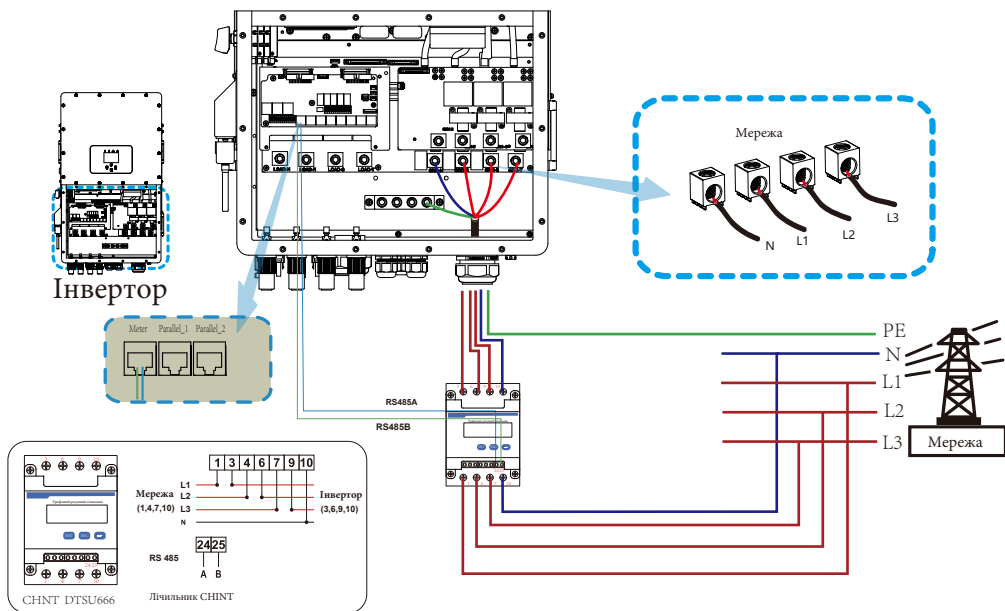 Мережа
N
L1
L2
L3
LOAD-N
Інвертор
Meter Parallel_1 Parallel_2
PE
N
L1
L2
L3
Мережа
RS485A
RS485B
1 3 4 6 7 9 10
L1
L2
L3
N
Мережа
(1,4,7,10)
Інвертор
(3,6,9,10)
RS 485
24 25
A B
CHNT DTSU666
Лічильник CHINT